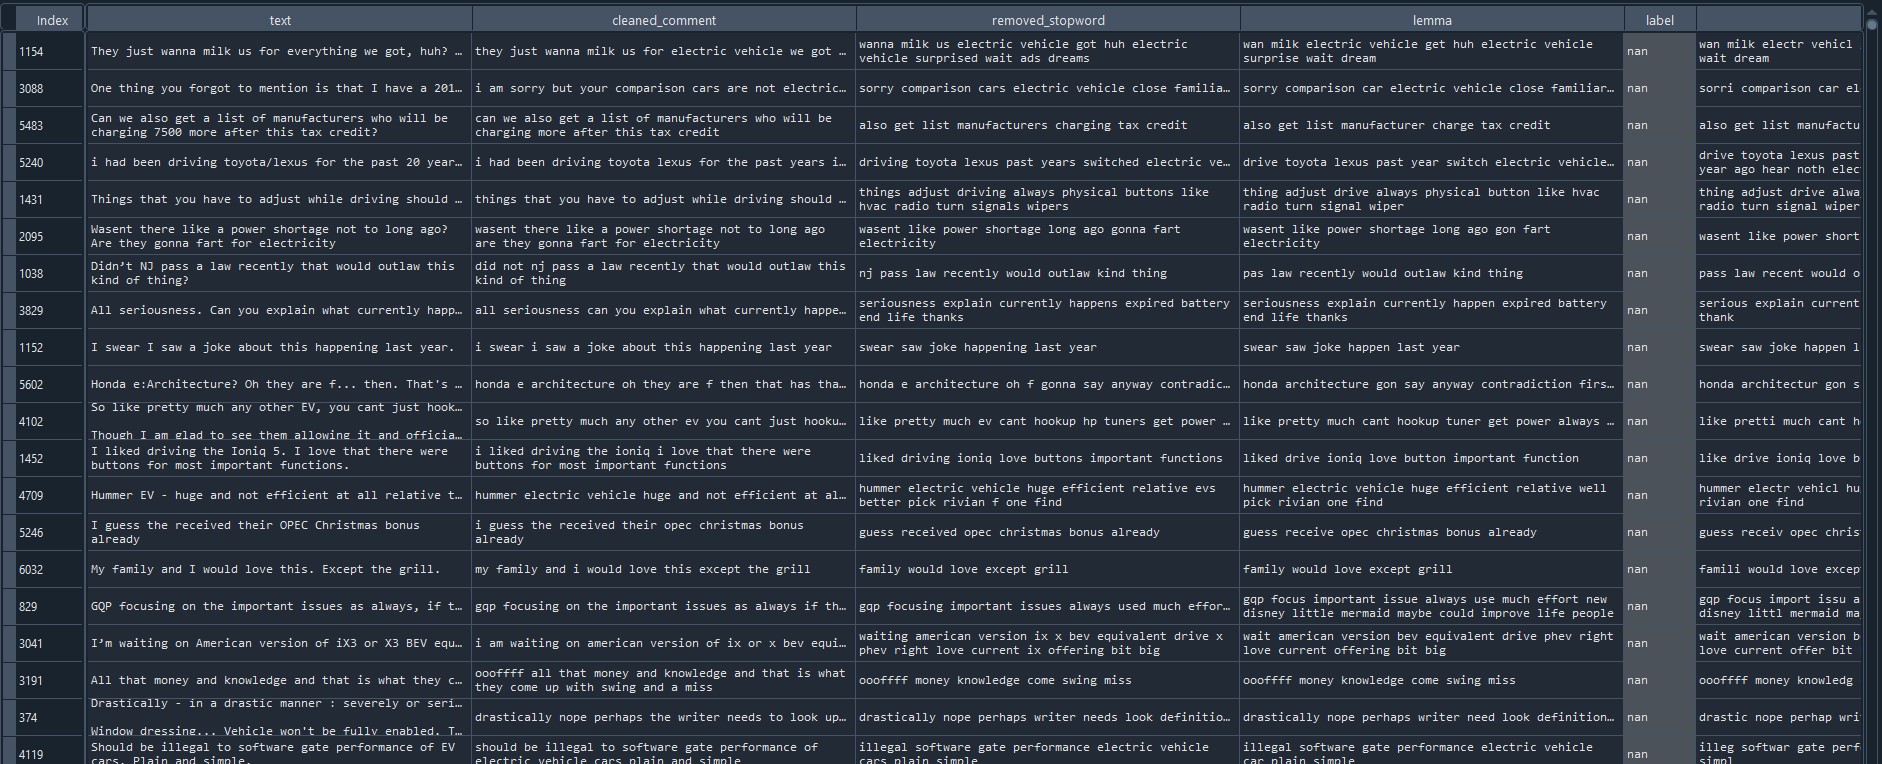 Index text cleaned_comment removed_stopword lemma label
1154 They just wanna milk us for everything we got, huh? … they just wanna milk us for electric vehicle we got … wanna milk us electric vehicle got huh electric wan milk electric vehicle get huh electric vehicle nan wan milk electr vehicl
vehicle surprised wait ads dreams surprise wait dream wait dream
3088 One thing you forgot to mention is that I have a 201… i am sorry but your comparison cars are not electric… sorry comparison cars electric vehicle close familia… sorry comparison car electric vehicle close familiar… nan sorri comparison car el
5483 Can we also get a list of manufacturers who will be can we also get a list of manufacturers who will be also get list manufacturers charging tax credit also get list manufacturer charge tax credit nan also get list manufactu
charging 7500 more after this tax credit? charging more after this tax credit
5240 i had been driving toyota/lexus for the past 20 year… i had been driving toyota lexus for the past years i… driving toyota lexus past years switched electric ve… drive toyota lexus past year switch electric vehicle… nan drive toyota lexus past
year ago hear noth elec
1431 Things that you have to adjust while driving should … things that you have to adjust while driving should … things adjust driving always physical buttons like thing adjust drive always physical button like hvac nan thing adjust drive alwa
hvac radio turn signals wipers radio turn signal wiper radio turn signal wiper
2095 Wasent there like a power shortage not to long ago? wasent there like a power shortage not to long ago wasent like power shortage long ago gonna fart wasent like power shortage long ago gon fart nan wasent like power short
Are they gonna fart for electricity are they gonna fart for electricity electricity electricity
1038 Didn’t NJ pass a law recently that would outlaw this did not nj pass a law recently that would outlaw this nj pass law recently would outlaw kind thing pas law recently would outlaw kind thing nan pass law recent would o
kind of thing? kind of thing
3829 All seriousness. Can you explain what currently happ… all seriousness can you explain what currently happe… seriousness explain currently happens expired battery seriousness explain currently happen expired battery nan serious explain current
end life thanks end life thanks thank
1152 I swear I saw a joke about this happening last year. i swear i saw a joke about this happening last year swear saw joke happening last year swear saw joke happen last year nan swear saw joke happen l
5602 Honda e:Architecture? Oh they are f... then. That's … honda e architecture oh they are f then that has tha… honda e architecture oh f gonna say anyway contradic… honda architecture gon say anyway contradiction firs… nan honda architectur gon s
4102 So like pretty much any other EV, you cant just hook… so like pretty much any other ev you cant just hooku… like pretty much ev cant hookup hp tuners get power … like pretty much cant hookup tuner get power always … nan like pretti much cant h
Though I am glad to see them allowing it and officia…
1452 I liked driving the Ioniq 5. I love that there were i liked driving the ioniq i love that there were liked driving ioniq love buttons important functions liked drive ioniq love button important function nan like drive ioniq love b
buttons for most important functions. buttons for most important functions
4709 Hummer EV - huge and not efficient at all relative t… hummer electric vehicle huge and not efficient at al… hummer electric vehicle huge efficient relative evs hummer electric vehicle huge efficient relative well nan hummer electr vehicl hu
better pick rivian f one find pick rivian one find rivian one find
5246 I guess the received their OPEC Christmas bonus i guess the received their opec christmas bonus guess received opec christmas bonus already guess receive opec christmas bonus already nan guess receiv opec chris
already already
6032 My family and I would love this. Except the grill. my family and i would love this except the grill family would love except grill family would love except grill nan famili would love excep
829 GQP focusing on the important issues as always, if t… gqp focusing on the important issues as always if th… gqp focusing important issues always used much effor… gqp focus important issue always use much effort new nan gqp focus import issu a
disney little mermaid maybe could improve life people disney littl mermaid ma
3041 I’m waiting on American version of iX3 or X3 BEV equ… i am waiting on american version of ix or x bev equi… waiting american version ix x bev equivalent drive x wait american version bev equivalent drive phev right nan wait american version b
phev right love current ix offering bit big love current offering bit big love current offer bit
3191 All that money and knowledge and that is what they c… oooffff all that money and knowledge and that is what oooffff money knowledge come swing miss oooffff money knowledge come swing miss nan oooffff money knowledg
they come up with swing and a miss
374 Drastically - in a drastic manner : severely or seri… drastically nope perhaps the writer needs to look up… drastically nope perhaps writer needs look definitio… drastically nope perhaps writer need look definition… nan drastic nope perhap wri
Window dressing... Vehicle won't be fully enabled. T…
4119 Should be illegal to software gate performance of EV should be illegal to software gate performance of illegal software gate performance electric vehicle illegal software gate performance electric vehicle nan illeg softwar gate perf
cars. Plain and simple. electric vehicle cars plain and simple cars plain simple car plain simple simpl